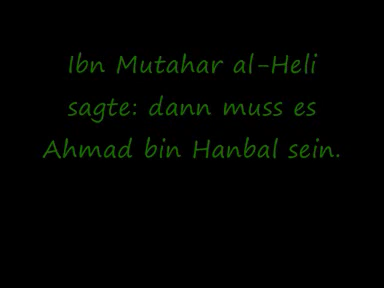 Ibn Mutahar al-Heli
sagte: dann muss es
Ahmad bin Hanbal sein.